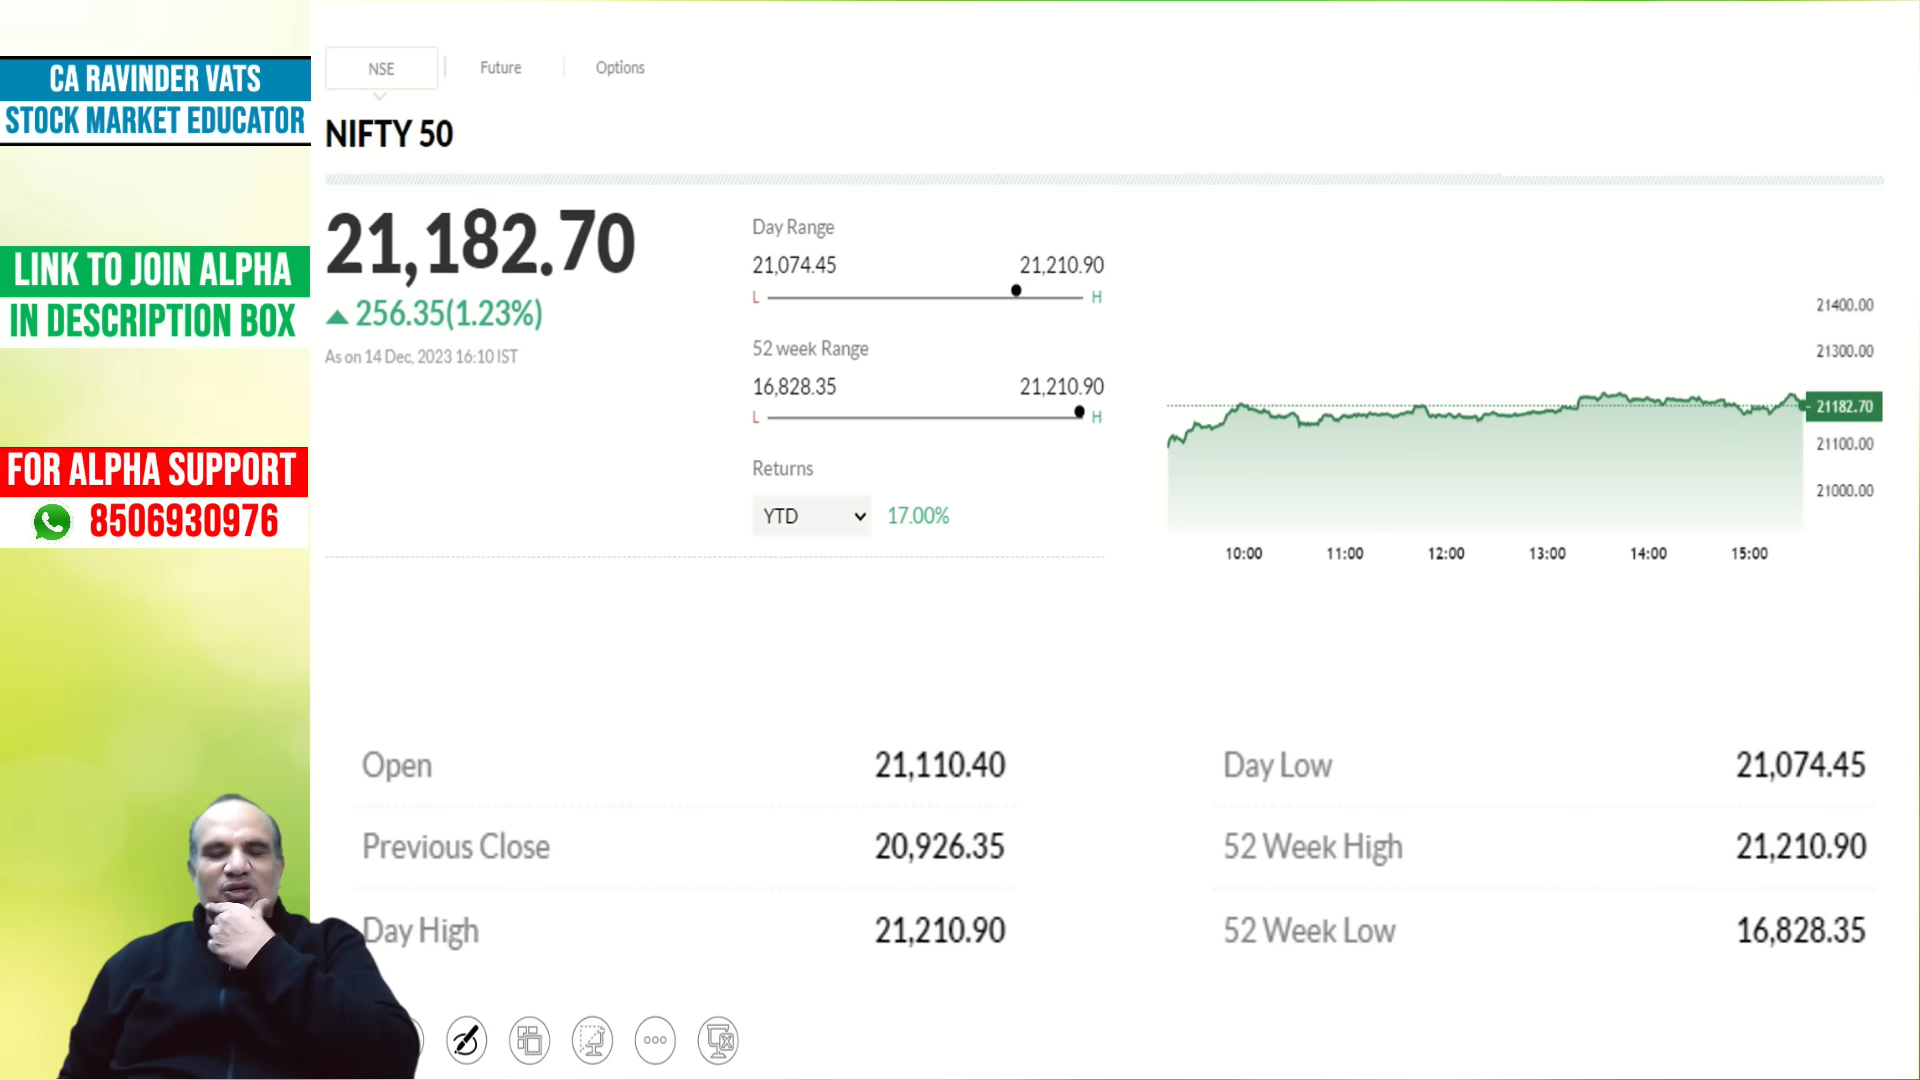 CA RAVINDER VATS
STOCK MARKET EDUCATOR
LINK TO JOIN ALPHA
IN DESCRIPTION BOX
FOR ALPHA SUPPORT
8506930976
NSE
Future
Options
NIFTY 50
21,182.70
256.35(1.23%)
As on 14 Dec, 2023 16:10 IST
Day Range
21,074.45 21,210.90
L H
52 week Range
16,828.35 21,210.90
L H
Returns
YTD 17.00%
21400.00
21300.00
21182.70
21100.00
21000.00
10:00 11:00 12:00 13:00 14:00 15:00
Open 21,110.40
Previous Close 20,926.35
Day High 21,210.90
Day Low 21,074.45
52 Week High 21,210.90
52 Week Low 16,828.35